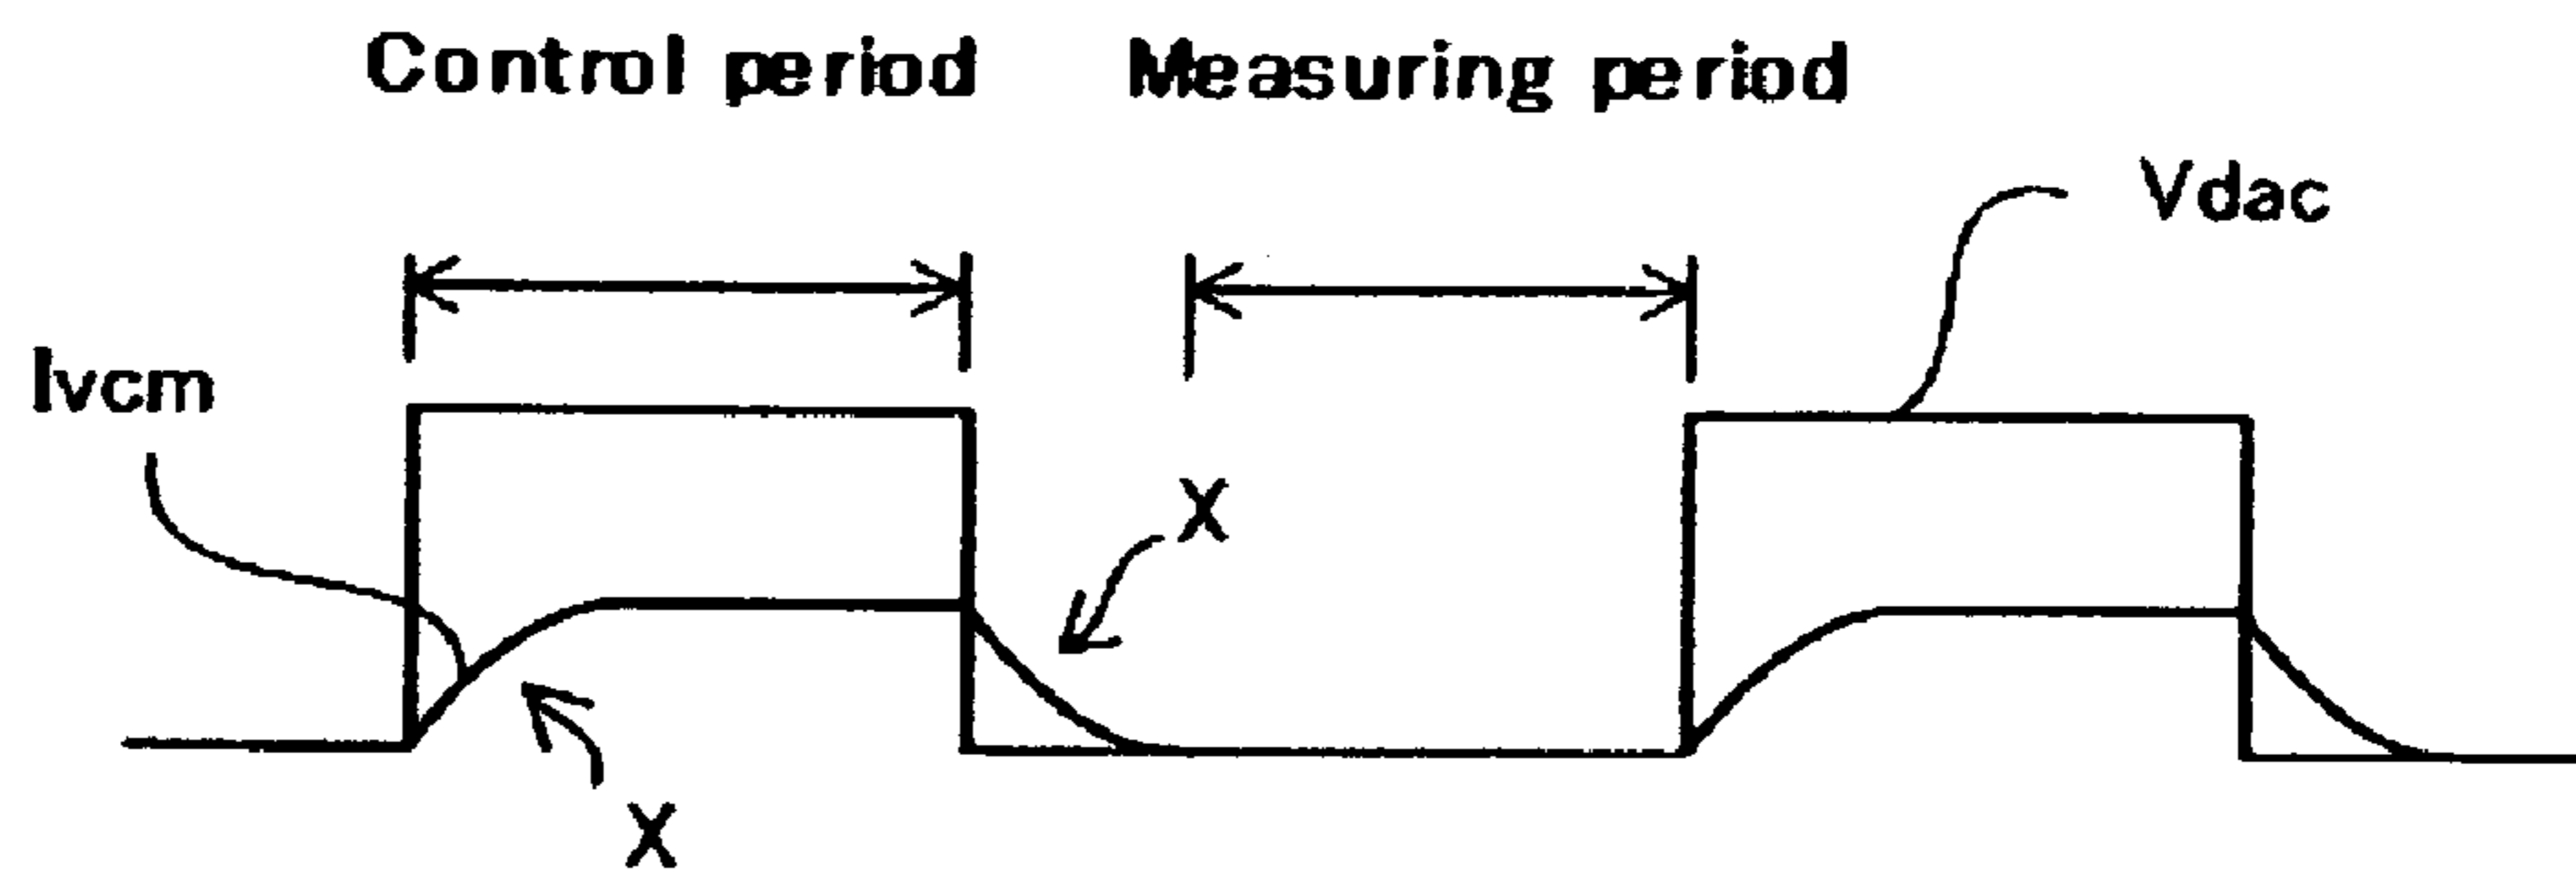 Control period
Measuring period
Vdac
Ivcm
X
X